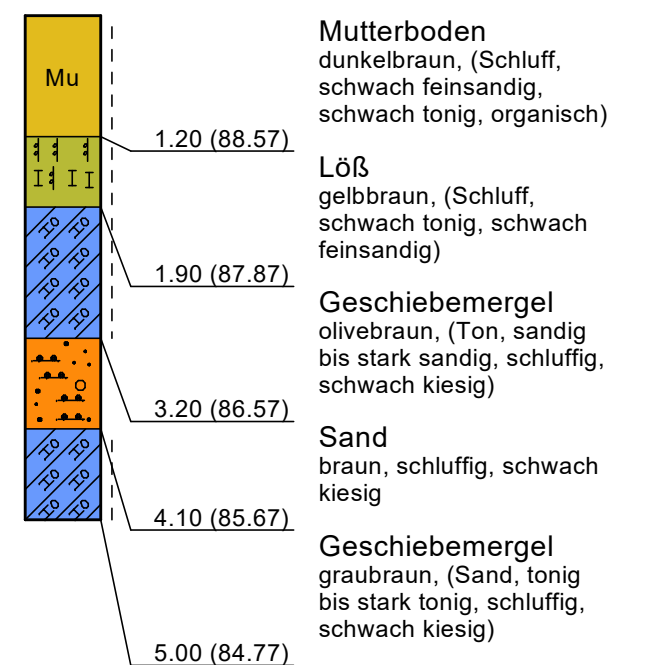 Mu
Mutterboden
dunkelbraun, (Schluff,
schwach feinsandig,
schwach tonig, organisch)
1.20 (88.57)
Löß
gelbbraun, (Schluff,
schwach tonig, schwach
feinsandig)
1.90 (87.87)
Geschiebemergel
olivebraun, (Ton, sandig
bis stark sandig, schluffig,
schwach kiesig)
3.20 (86.57)
Sand
braun, schluffig, schwach
kiesig
4.10 (85.67)
Geschiebemergel
graubraun, (Sand, tonig
bis stark tonig, schluffig,
schwach kiesig)
5.00 (84.77)